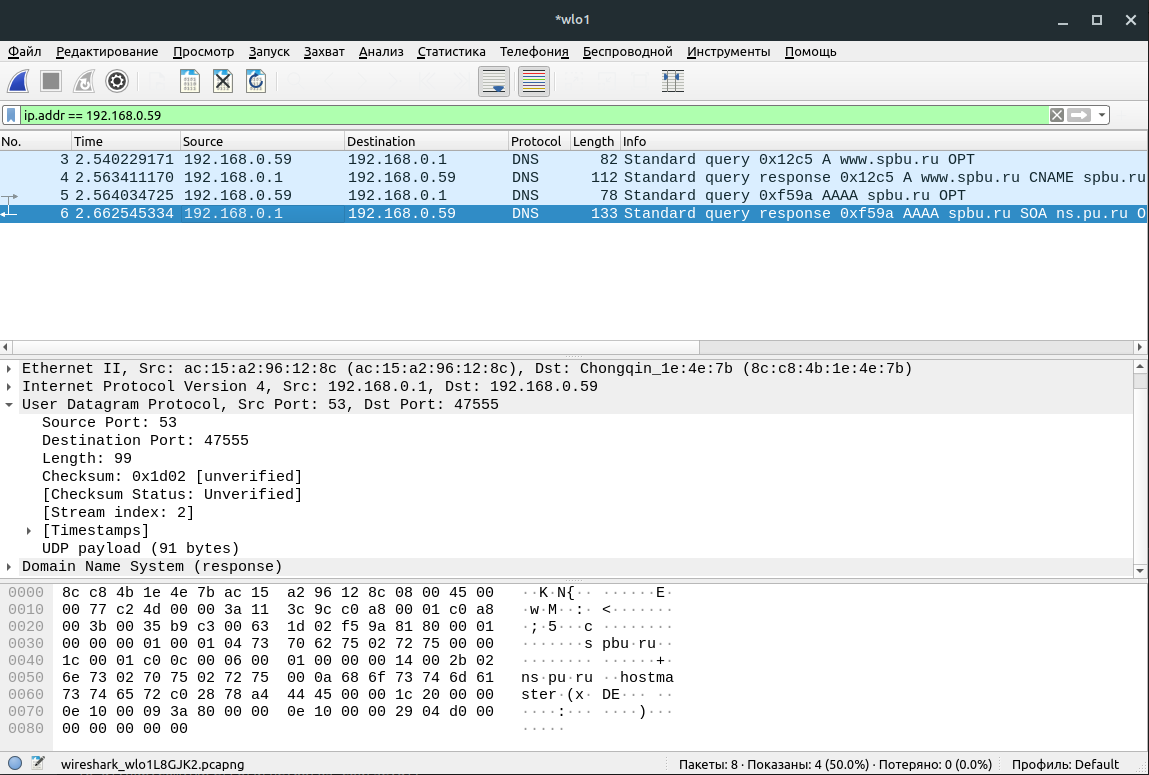 *wlo1
Файл Редактирование Просмотр Запуск Захват Анализ Статистика Телефония Беспроводной Инструменты Помощь
ip.addr == 192.168.0.59
No. Time Source Destination Protocol Length Info
3 2.540229171 192.168.0.59 192.168.0.1 DNS 82 Standard query 0x12c5 A www.spbu.ru OPT
4 2.563411170 192.168.0.1 192.168.0.59 DNS 112 Standard query response 0x12c5 A www.spbu.ru CNAME spbu.ru
5 2.564034725 192.168.0.59 192.168.0.1 DNS 78 Standard query 0xf59a AAAA spbu.ru OPT
6 2.662545334 192.168.0.1 192.168.0.59 DNS 133 Standard query response 0xf59a AAAA spbu.ru SOA ns.pu.ru O
Ethernet II, Src: ac:15:a2:96:12:8c (ac:15:a2:96:12:8c), Dst: Chongqin_1e:4e:7b (8c:c8:4b:1e:4e:7b)
Internet Protocol Version 4, Src: 192.168.0.1, Dst: 192.168.0.59
User Datagram Protocol, Src Port: 53, Dst Port: 47555
Source Port: 53
Destination Port: 47555
Length: 99
Checksum: 0x1d02 [unverified]
[Checksum Status: Unverified]
[Stream index: 2]
[Timestamps]
UDP payload (91 bytes)
Domain Name System (response)
0000 8c c8 4b 1e 4e 7b ac 15 a2 96 12 8c 08 00 45 00 ··K·N{·· ······E·
0010 00 77 c2 4d 00 00 3a 11 3c 9c c0 a8 00 01 c0 a8 ·w·M··:· <·······
0020 00 3b 00 35 b9 c3 00 63 1d 02 f5 9a 81 80 00 01 ·;·5···c ········
0030 00 00 00 01 00 01 04 73 70 62 75 02 72 75 00 00 ·······s pbu·ru··
0040 1c 00 01 c0 0c 00 06 00 01 00 00 00 14 00 2b 02 ········ ······+·
0050 6e 73 02 70 75 02 72 75 00 0a 68 6f 73 74 6d 61 ns·pu·ru ··hostma
0060 73 74 65 72 c0 28 78 a4 44 45 00 00 1c 20 00 00 ster·(x· DE··· ··
0070 0e 10 00 09 3a 80 00 00 0e 10 00 00 29 04 d0 00 ····:··· ····)···
0080 00 00 00 00 00 ·····
wireshark_wlo1L8GJK2.pcapng Пакеты: 8 · Показаны: 4 (50.0%) · Потеряно: 0 (0.0%) Профиль: Default